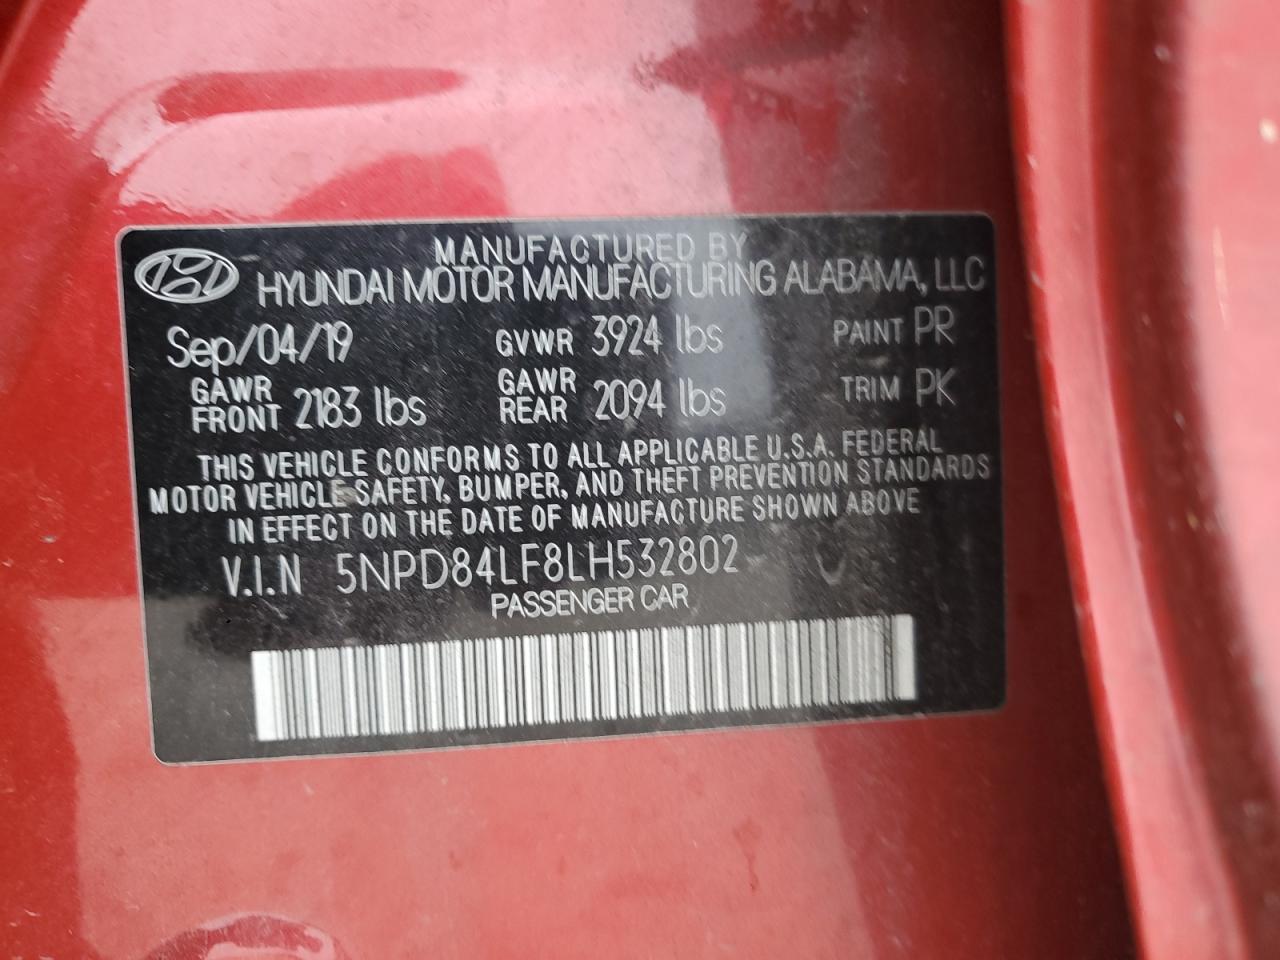 MANUFACTURED BY
HYUNDAI MOTOR MANUFACTURING ALABAMA, LLC
Sep/04/19 GVWR 3924 lbs PAINT PR
GAWR FRONT 2183 lbs GAWR REAR 2094 lbs TRIM PK
THIS VEHICLE CONFORMS TO ALL APPLICABLE U.S.A. FEDERAL
MOTOR VEHICLE SAFETY, BUMPER, AND THEFT PREVENTION STANDARDS
IN EFFECT ON THE DATE OF MANUFACTURE SHOWN ABOVE
V.I.N 5NPD84LF8LH532802
PASSENGER CAR